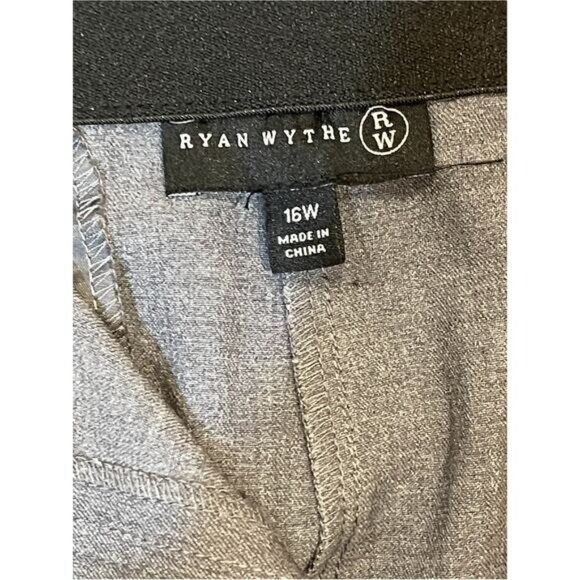 RYAN WYTHE RW
16W
MADE IN
CHINA